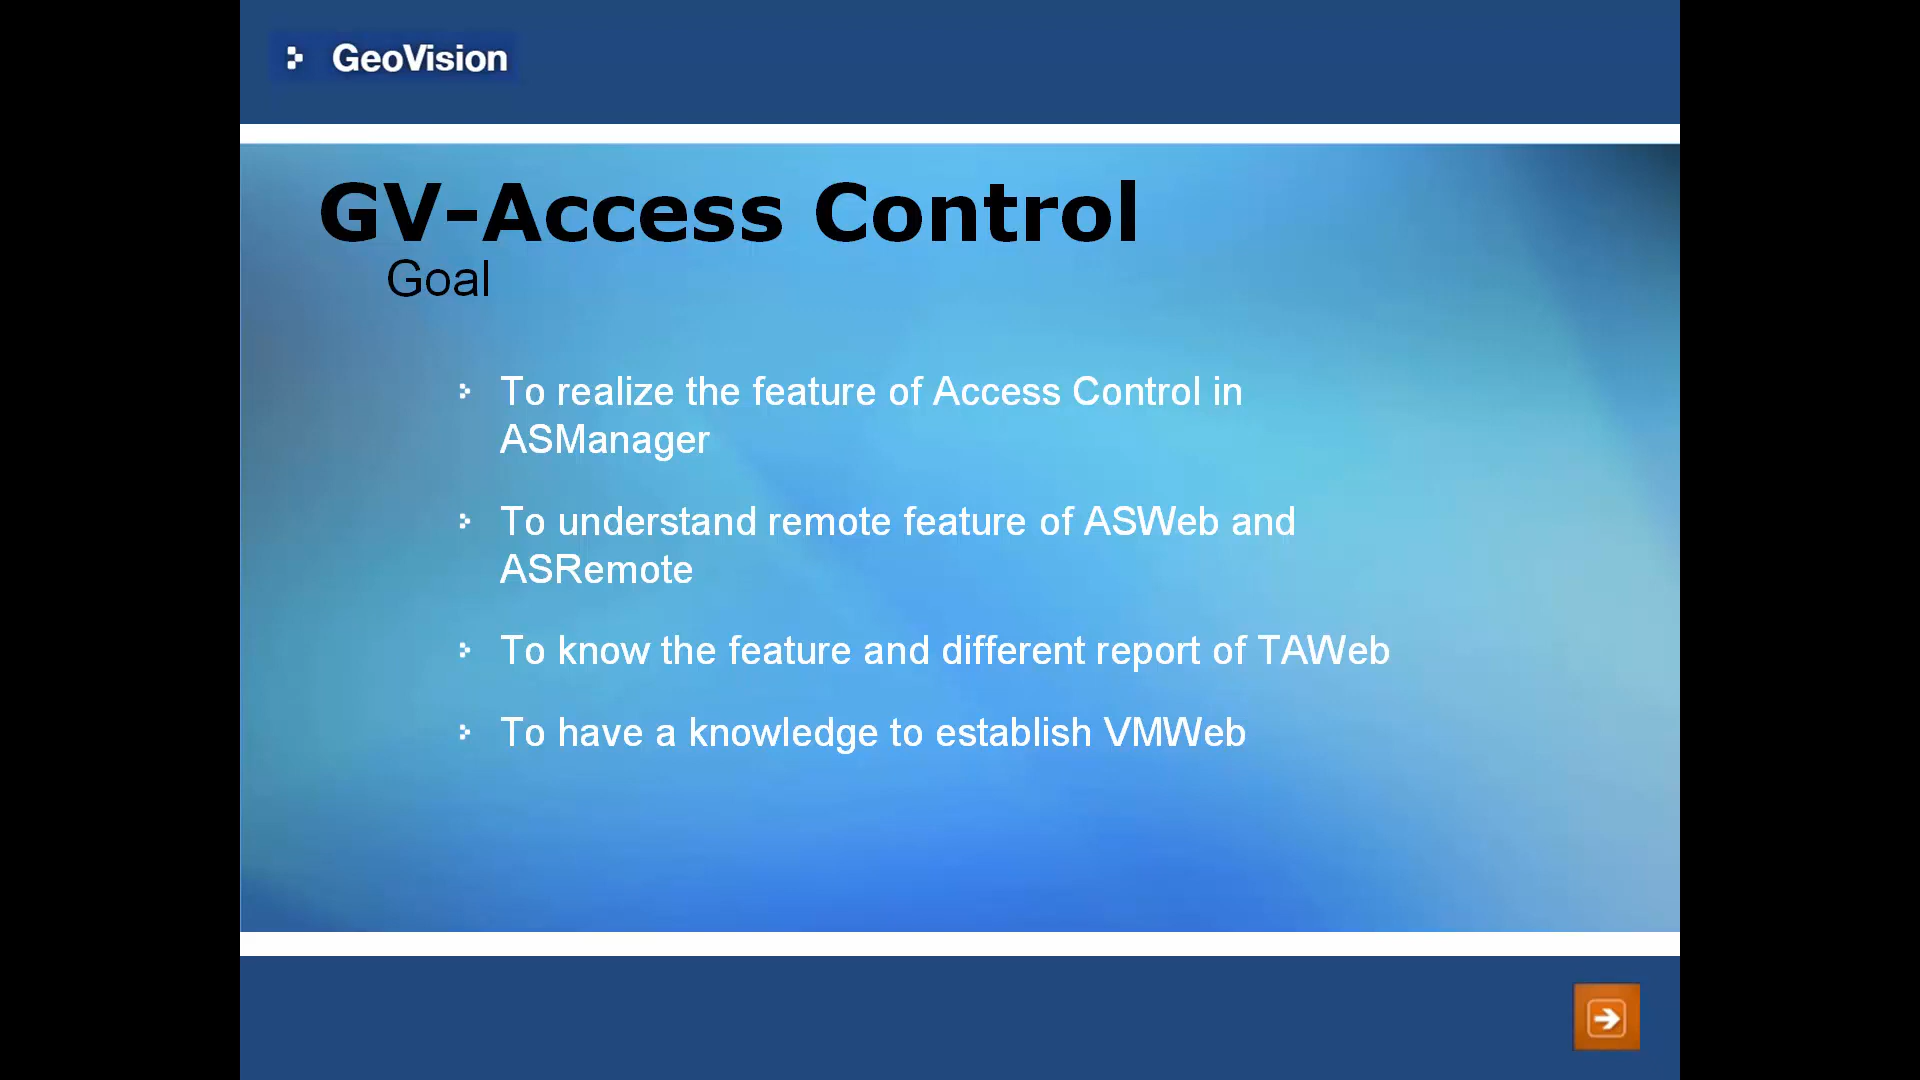 GeoVision
GV–Access Control
Goal
To realize the feature of Access Control in
ASManager
To understand remote feature of ASWeb and
ASRemote
To know the feature and different report of TAWeb
To have a knowledge to establish VMWeb